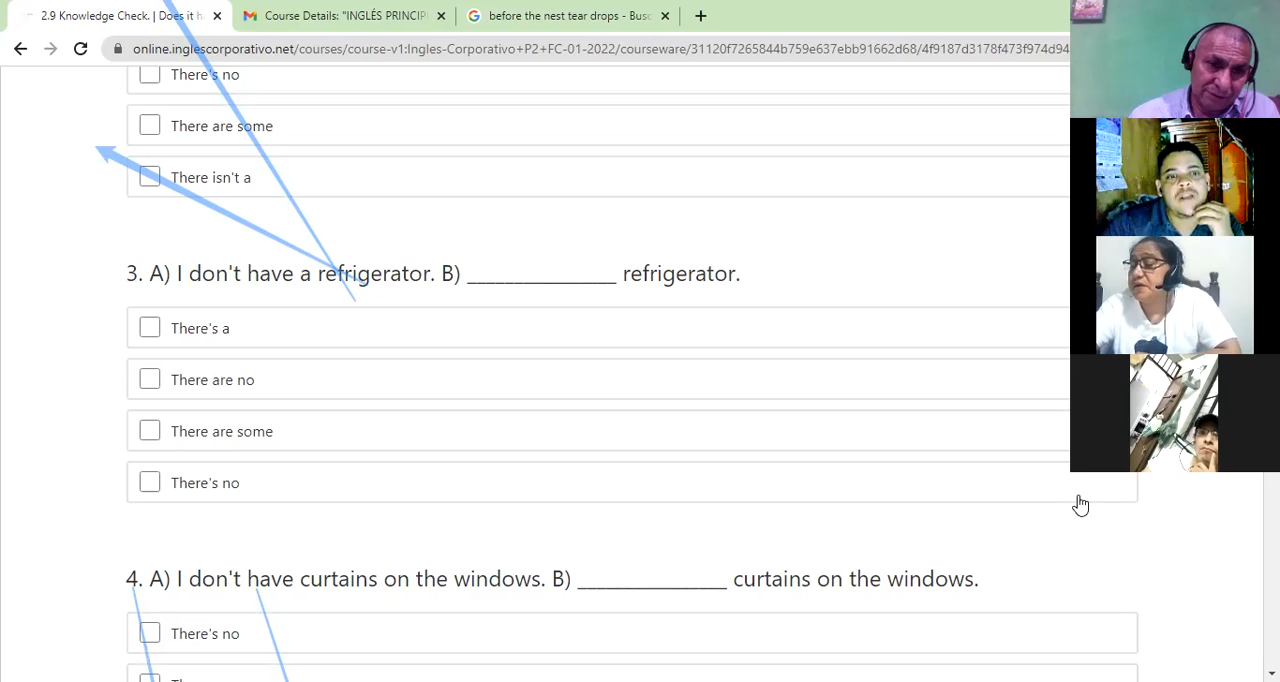 2.9 Knowledge Check. | Does it h
Course Details: "INGLÉS PRINCIP
before the nest tear drops - Busc
online.inglescorporativo.net/courses/course-v1:Ingles-Corporativo+P2+FC-01-2022/courseware/31120f7265844b759e637ebb91662d68/4f9187d3178f473f974d94
There's no
There are some
There isn't a
3. A) I don't have a refrigerator. B) _______________ refrigerator.
There's a
There are no
There are some
There's no
4. A) I don't have curtains on the windows. B) _______________ curtains on the windows.
There's no